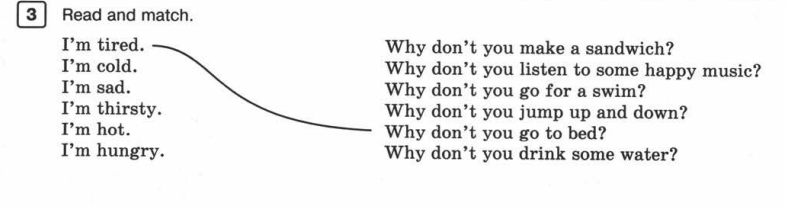 3 Read and match.
I'm tired.
I'm cold.
I'm sad.
I'm thirsty.
I'm hot.
I'm hungry.
Why don't you make a sandwich?
Why don't you listen to some happy music?
Why don't you go for a swim?
Why don't you jump up and down?
Why don't you go to bed?
Why don't you drink some water?